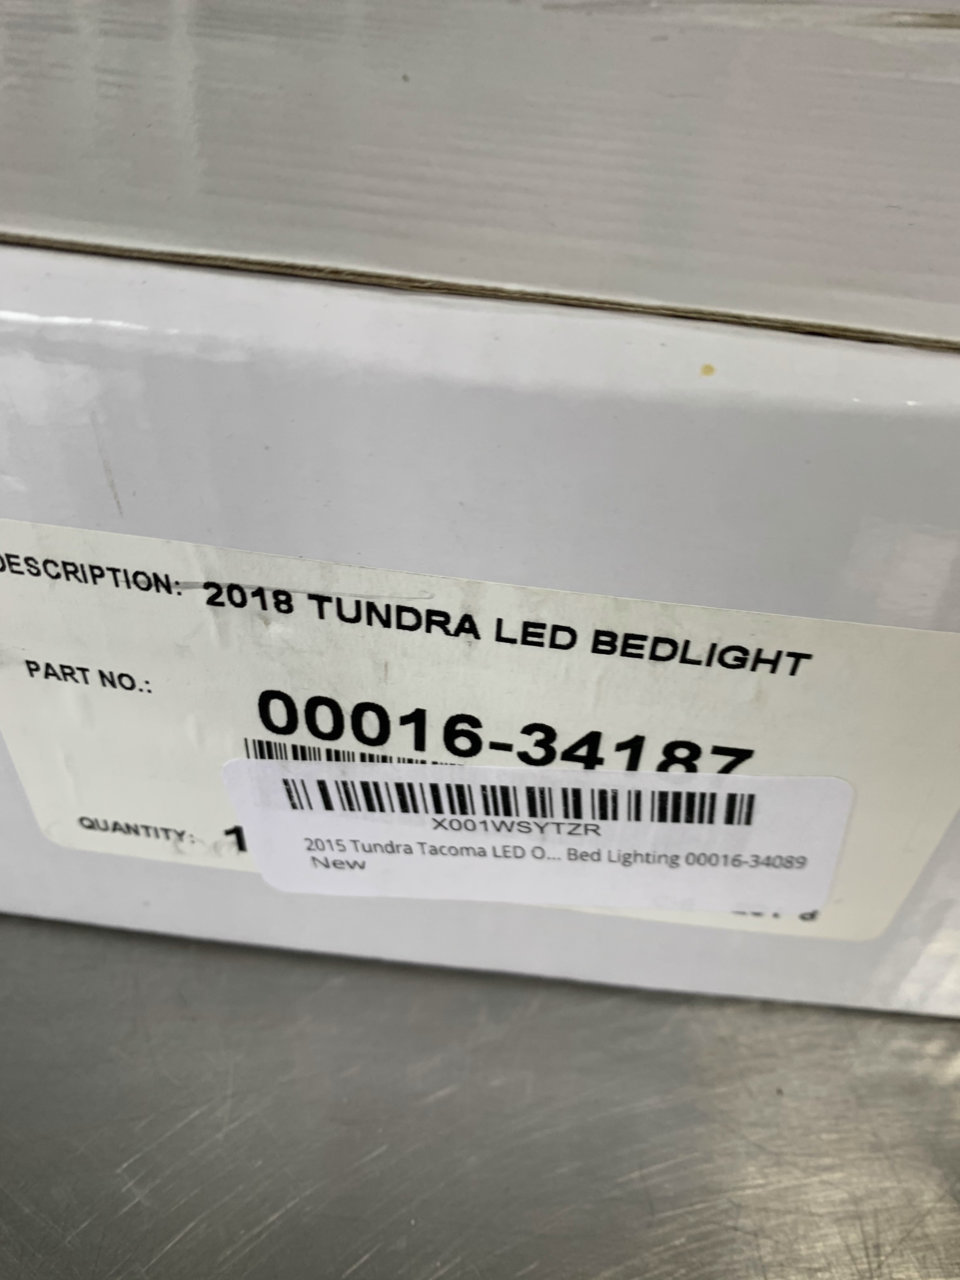 DESCRIPTION: 2018 TUNDRA LED BEDLIGHT
PART NO.:
00016-34187
X001WSYTZR
QUANTITY: 1
2015 Tundra Tacoma LED O... Bed Lighting 00016-34089
New